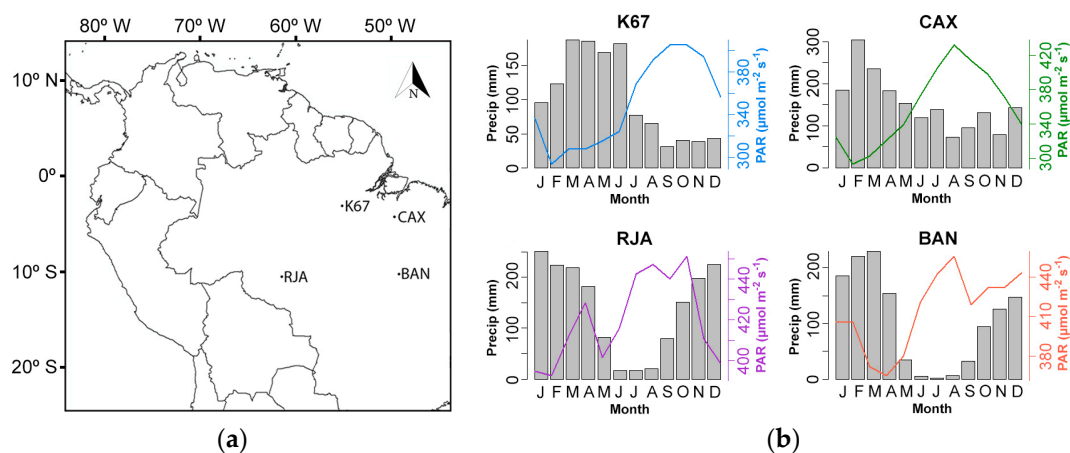 80º W 70º W 60º W 50º W
10º N
0º
10º S
20º S
N
K67
CAX
RJA
BAN
(a)
K67
Precip (mm)
0 50 100 150
300 340 380
PAR (µmol m⁻² s⁻¹)
J F M A M J J A S O N D
Month
CAX
Precip (mm)
0 100 200 300
300 340 380 420
PAR (µmol m⁻² s⁻¹)
J F M A M J J A S O N D
Month
RJA
Precip (mm)
0 50 100 200
400 420 440
PAR (µmol m⁻² s⁻¹)
J F M A M J J A S O N D
Month
BAN
Precip (mm)
0 100 200
380 410 440
PAR (µmol m⁻² s⁻¹)
J F M A M J J A S O N D
Month
(b)